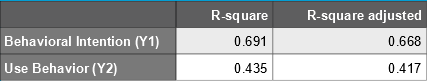 R-square R-square adjusted
Behavioral Intention (Y1) 0.691 0.668
Use Behavior (Y2) 0.435 0.417